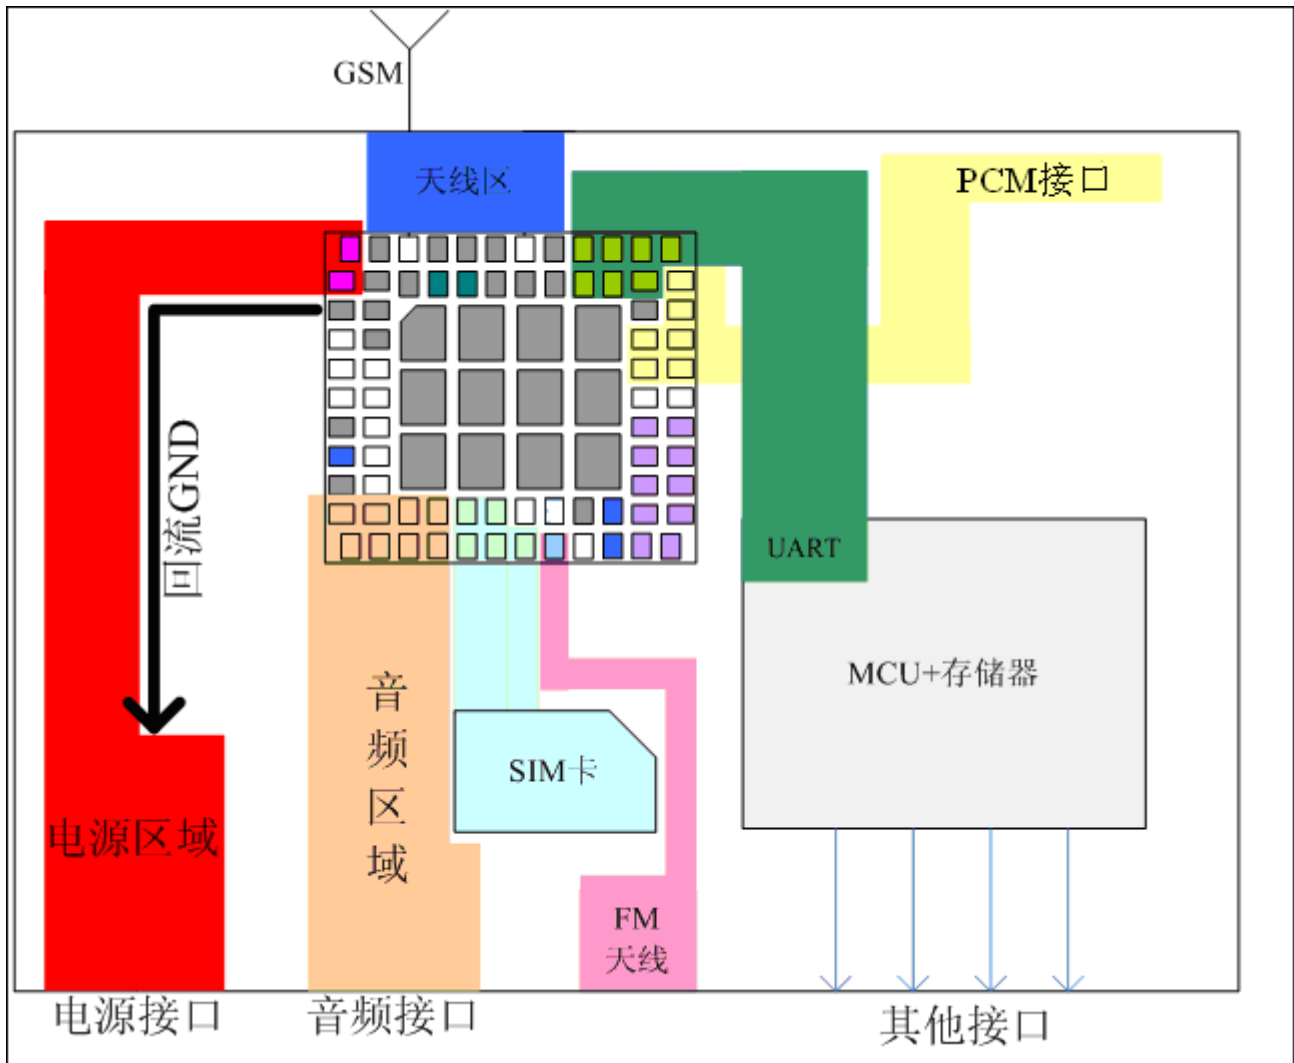 GSM
天线区
PCM接口
回流GND
UART
MCU+存储器
音频区域
SIM卡
电源区域
FM
天线
电源接口
音频接口
其他接口